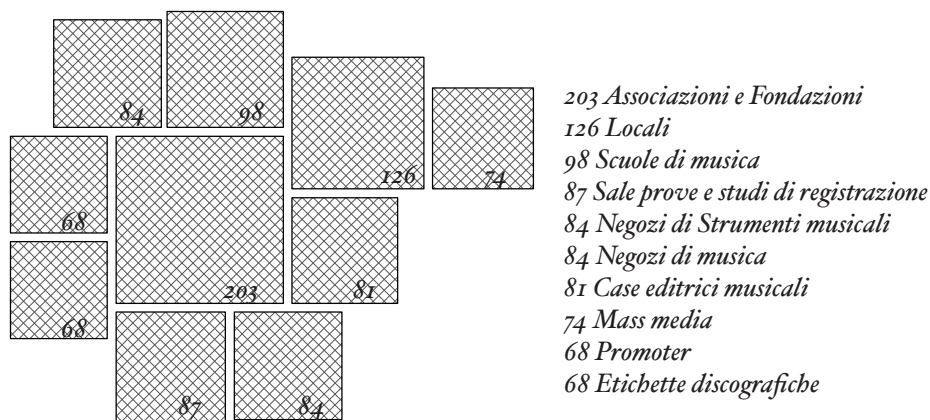 84
98
126
74
68
203
81
68
87
84
203 Associazioni e Fondazioni
126 Locali
98 Scuole di musica
87 Sale prove e studi di registrazione
84 Negozi di Strumenti musicali
84 Negozi di musica
81 Case editrici musicali
74 Mass media
68 Promoter
68 Etichette discografiche